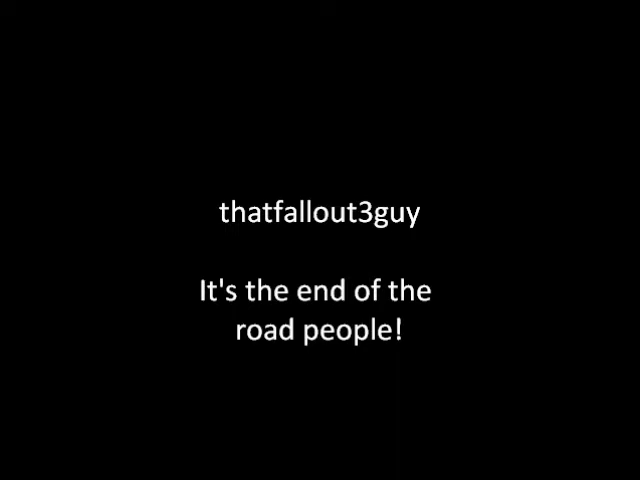 thatfallout3guy
It's the end of the
road people!